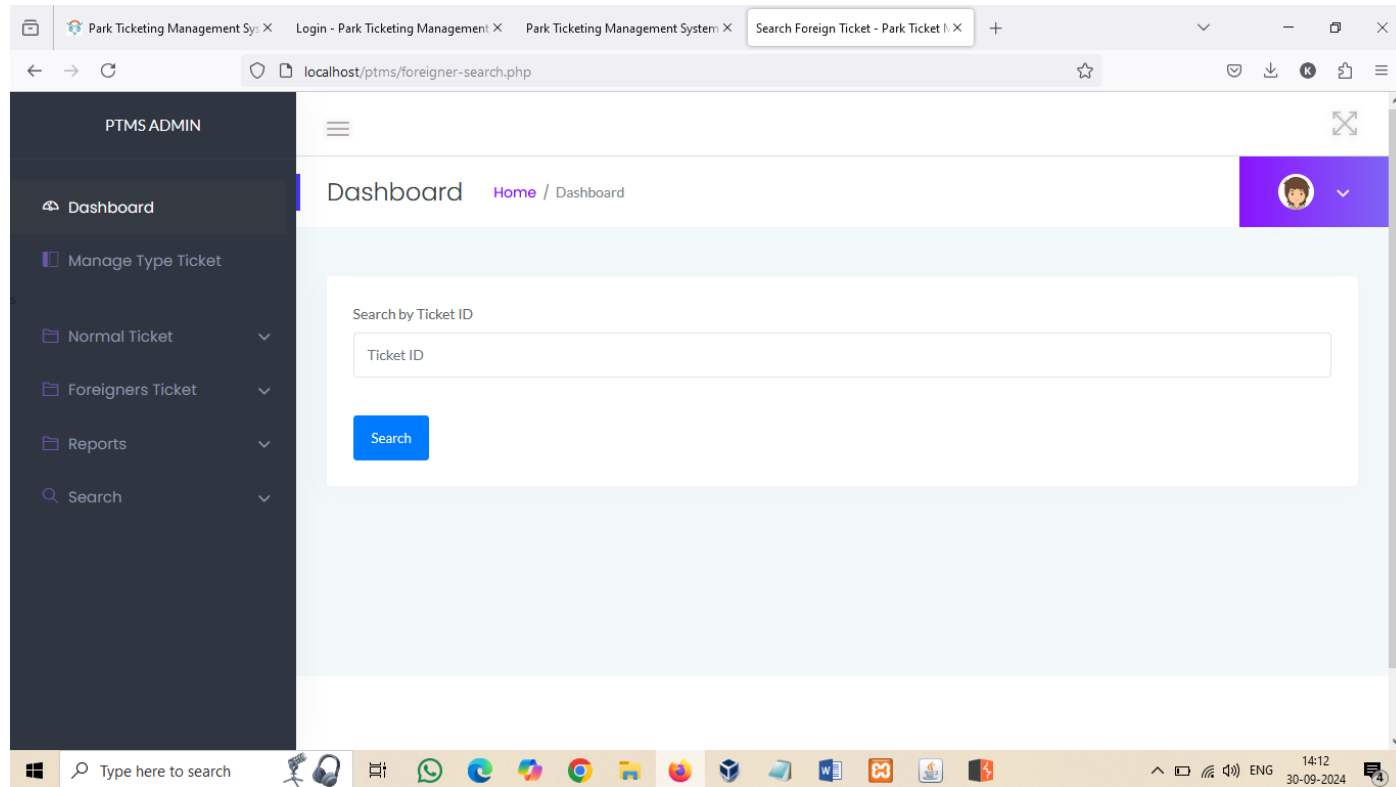 Park Ticketing Management Sys
Login - Park Ticketing Management
Park Ticketing Management System
Search Foreign Ticket - Park Ticket M
localhost/ptms/foreigner-search.php
K
PTMS ADMIN
Dashboard
Home / Dashboard
Dashboard
Manage Type Ticket
Normal Ticket
Foreigners Ticket
Reports
Search
Search by Ticket ID
Ticket ID
Search
Type here to search
ENG
14:12
30-09-2024
4